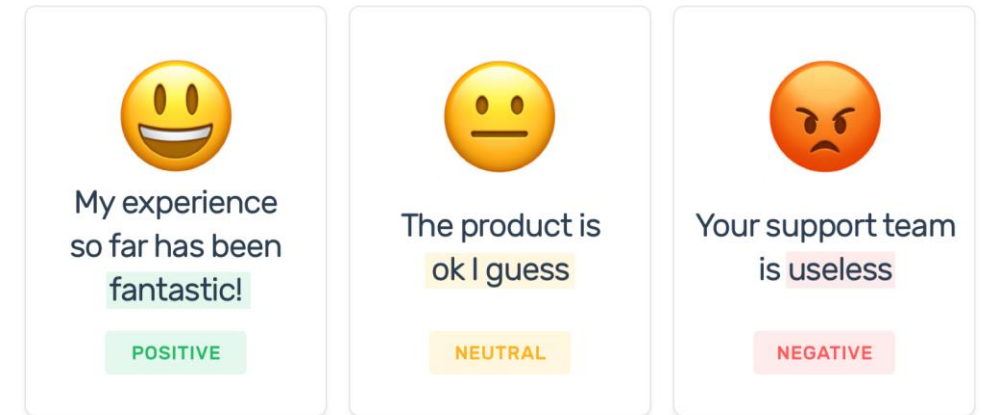 My experience
so far has been
fantastic!
POSITIVE
The product is
ok I guess
NEUTRAL
Your support team
is useless
NEGATIVE